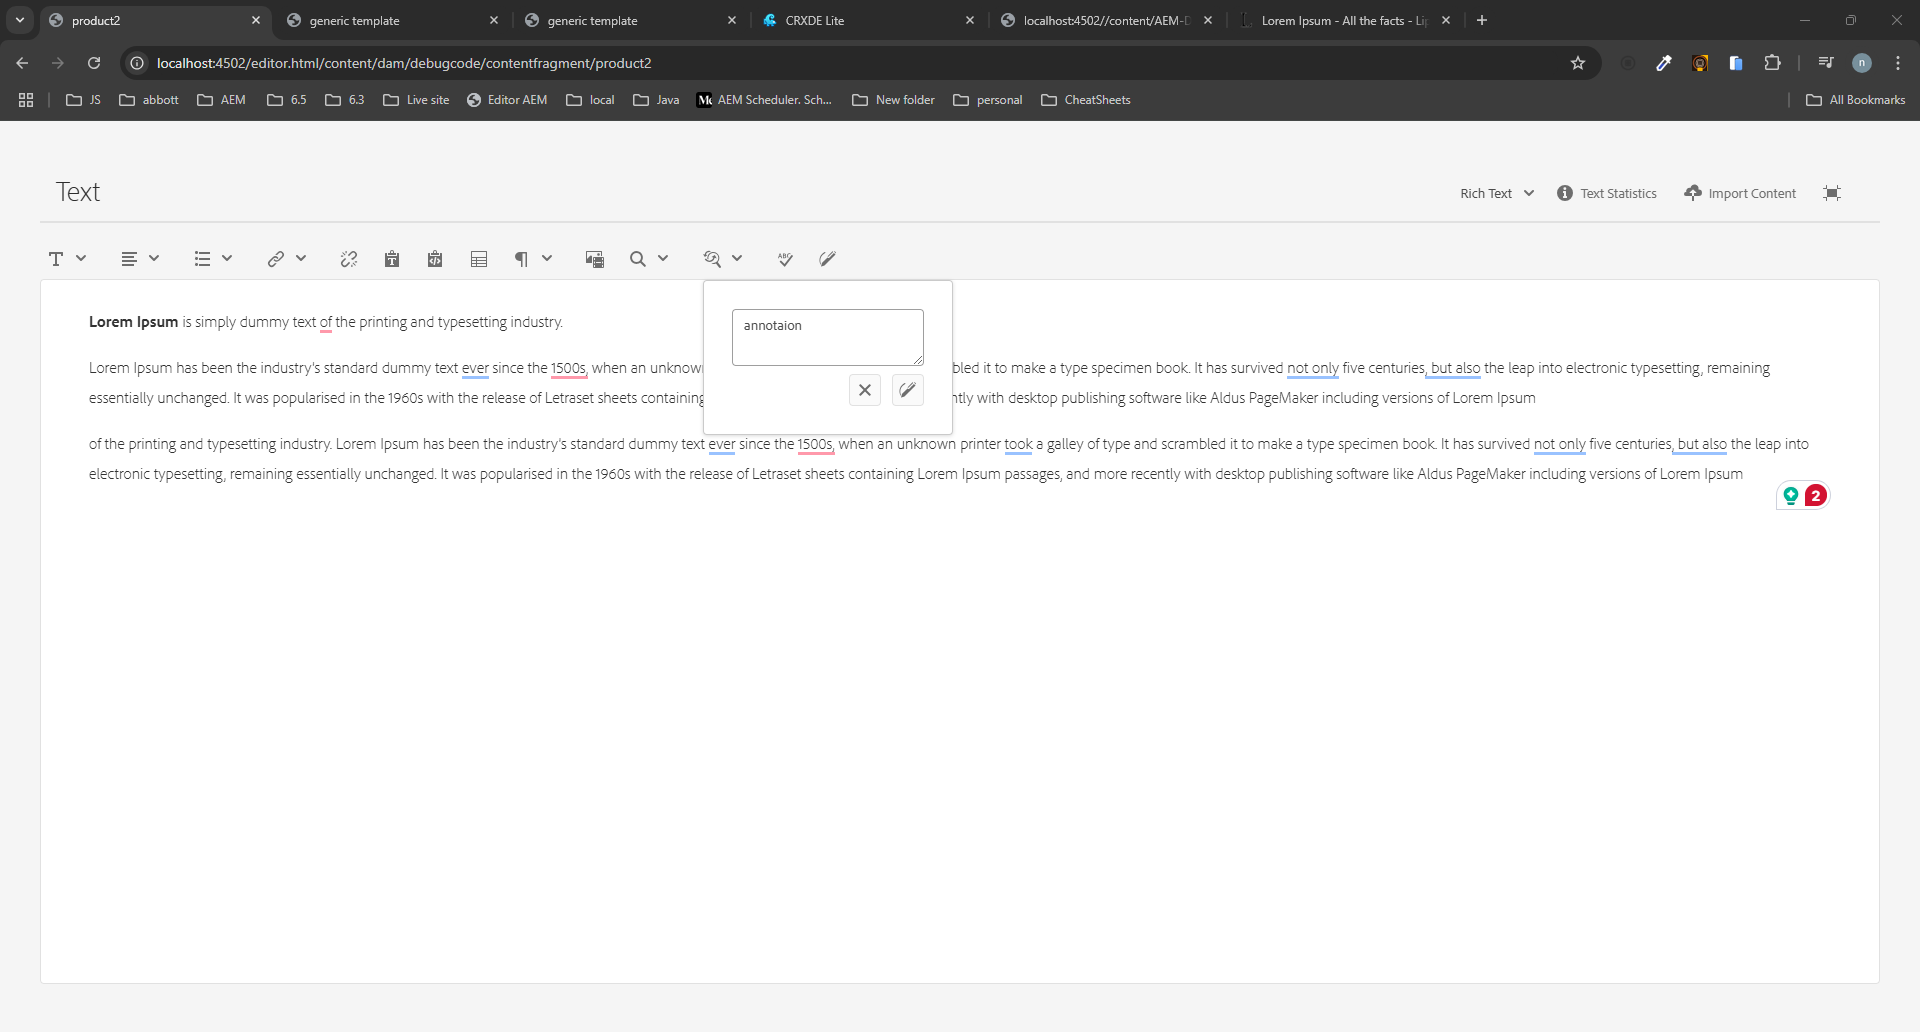 product2
generic template
generic template
CRXDE Lite
localhost:4502//content/AEM-D
Lorem Ipsum - All the facts - Lip
localhost:4502/editor.html/content/dam/debugcode/contentfragment/product2
n
JS
abbott
AEM
6.5
6.3
Live site
Editor AEM
local
Java
AEM Scheduler. Sch...
New folder
personal
CheatSheets
All Bookmarks
Text
Rich Text
Text Statistics
Import Content
ABC
annotaion
Lorem Ipsum is simply dummy text of the printing and typesetting industry.
Lorem Ipsum has been the industry's standard dummy text ever since the 1500s, when an unknown bled it to make a type specimen book. It has survived not only five centuries, but also the leap into electronic typesetting, remaining
essentially unchanged. It was popularised in the 1960s with the release of Letraset sheets containing ntly with desktop publishing software like Aldus PageMaker including versions of Lorem Ipsum
of the printing and typesetting industry. Lorem Ipsum has been the industry's standard dummy text ever since the 1500s, when an unknown printer took a galley of type and scrambled it to make a type specimen book. It has survived not only five centuries, but also the leap into
electronic typesetting, remaining essentially unchanged. It was popularised in the 1960s with the release of Letraset sheets containing Lorem Ipsum passages, and more recently with desktop publishing software like Aldus PageMaker including versions of Lorem Ipsum
2